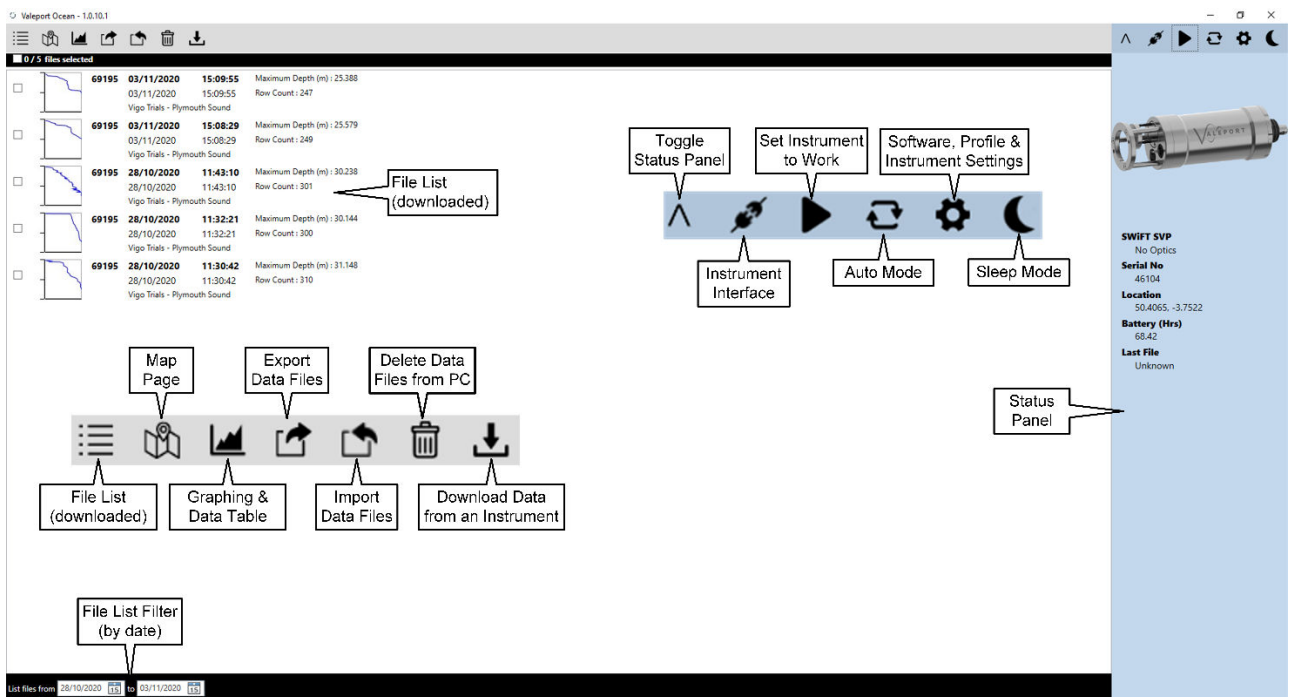 Valeport Ocean - 1.0.10.1
0 / 5 files selected
69195 03/11/2020 15:09:55 Maximum Depth (m) : 25.388
03/11/2020 15:09:55 Row Count : 247
Vigo Trials - Plymouth Sound
69195 03/11/2020 15:08:29 Maximum Depth (m) : 25.579
03/11/2020 15:08:29 Row Count : 249
Vigo Trials - Plymouth Sound
69195 28/10/2020 11:43:10 Maximum Depth (m) : 30.238
28/10/2020 11:43:10 Row Count : 301
Vigo Trials - Plymouth Sound
69195 28/10/2020 11:32:21 Maximum Depth (m) : 30.144
28/10/2020 11:32:21 Row Count : 300
Vigo Trials - Plymouth Sound
69195 28/10/2020 11:30:42 Maximum Depth (m) : 31.148
28/10/2020 11:30:42 Row Count : 310
Vigo Trials - Plymouth Sound
File List
(downloaded)
Toggle
Status Panel
Set Instrument
to Work
Software, Profile &
Instrument Settings
Instrument
Interface
Auto Mode
Sleep Mode
VALEPORT
SWiFT SVP
No Optics
Serial No
46104
Location
50.4065, -3.7522
Battery (Hrs)
68.42
Last File
Unknown
Status
Panel
Map
Page
Export
Data Files
Delete Data
Files from PC
File List
(downloaded)
Graphing &
Data Table
Import
Data Files
Download Data
from an Instrument
File List Filter
(by date)
List files from 28/10/2020 15 to 03/11/2020 15